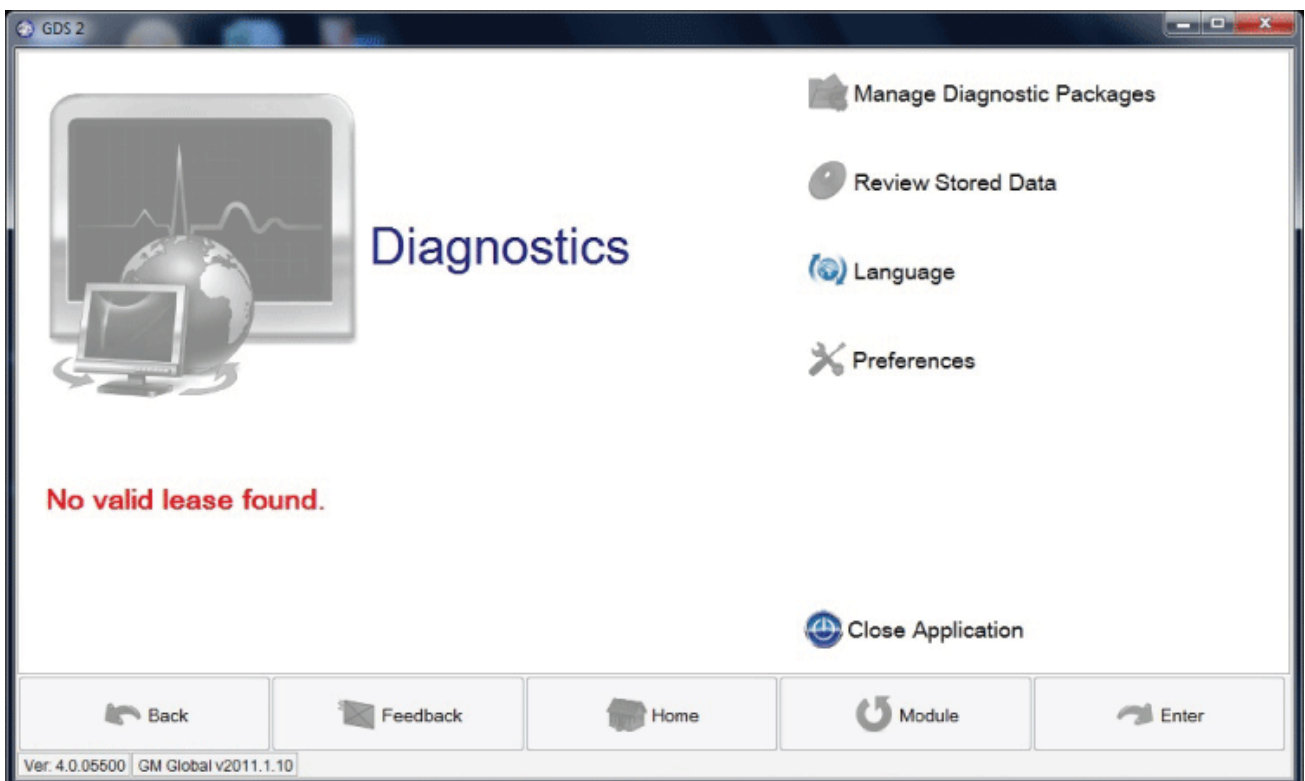 GDS 2
Manage Diagnostic Packages
Review Stored Data
Diagnostics
Language
Preferences
No valid lease found.
Close Application
Back
Feedback
Home
Module
Enter
Ver: 4.0.05500
GM Global v2011.1.10